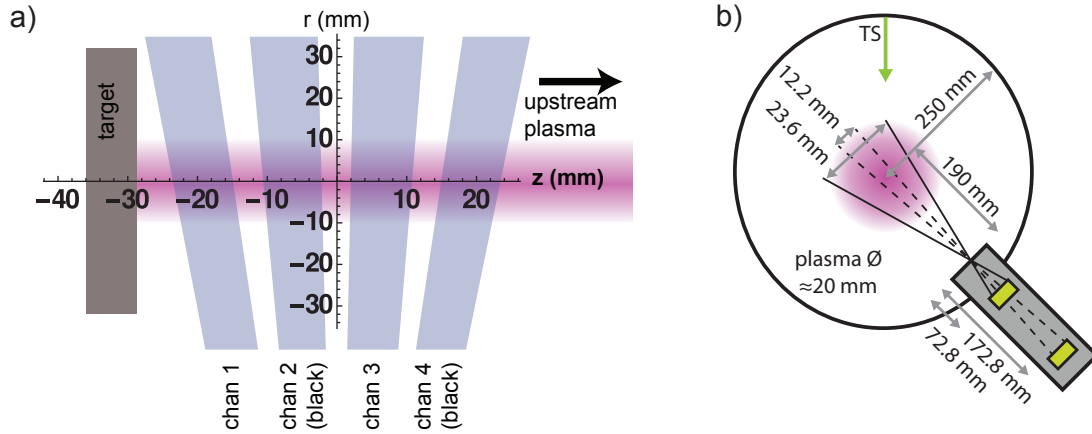 a)
r (mm)
30
20
10
−10
−20
−30
−40
−30
−20
−10
10
20
z (mm)
target
upstream
plasma
chan 1
chan 2
(black)
chan 3
chan 4
(black)
b)
TS
12.2 mm
23.6 mm
250 mm
190 mm
plasma Ø
≈20 mm
72.8 mm
172.8 mm